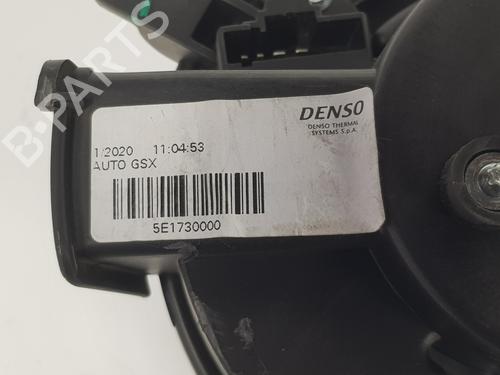 DENSO
DENSO THERMAL
SYSTEMS S.p.A.
1/2020 11:04:53
AUTO GSX
5E1730000
B-PARTS